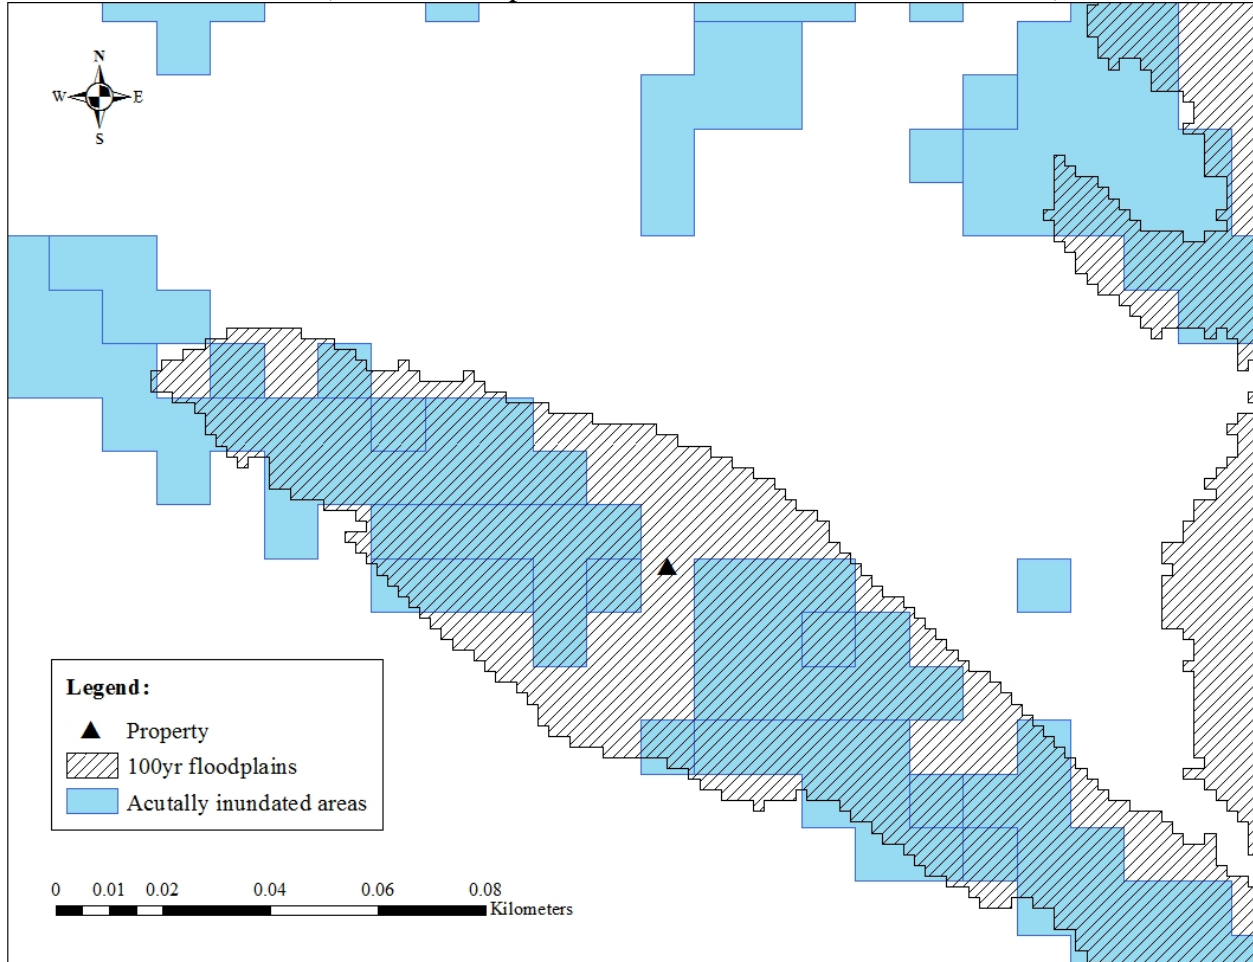 N
W E
S
Legend:
Property
100yr floodplains
Acutally inundated areas
0 0.01 0.02 0.04 0.06 0.08
Kilometers